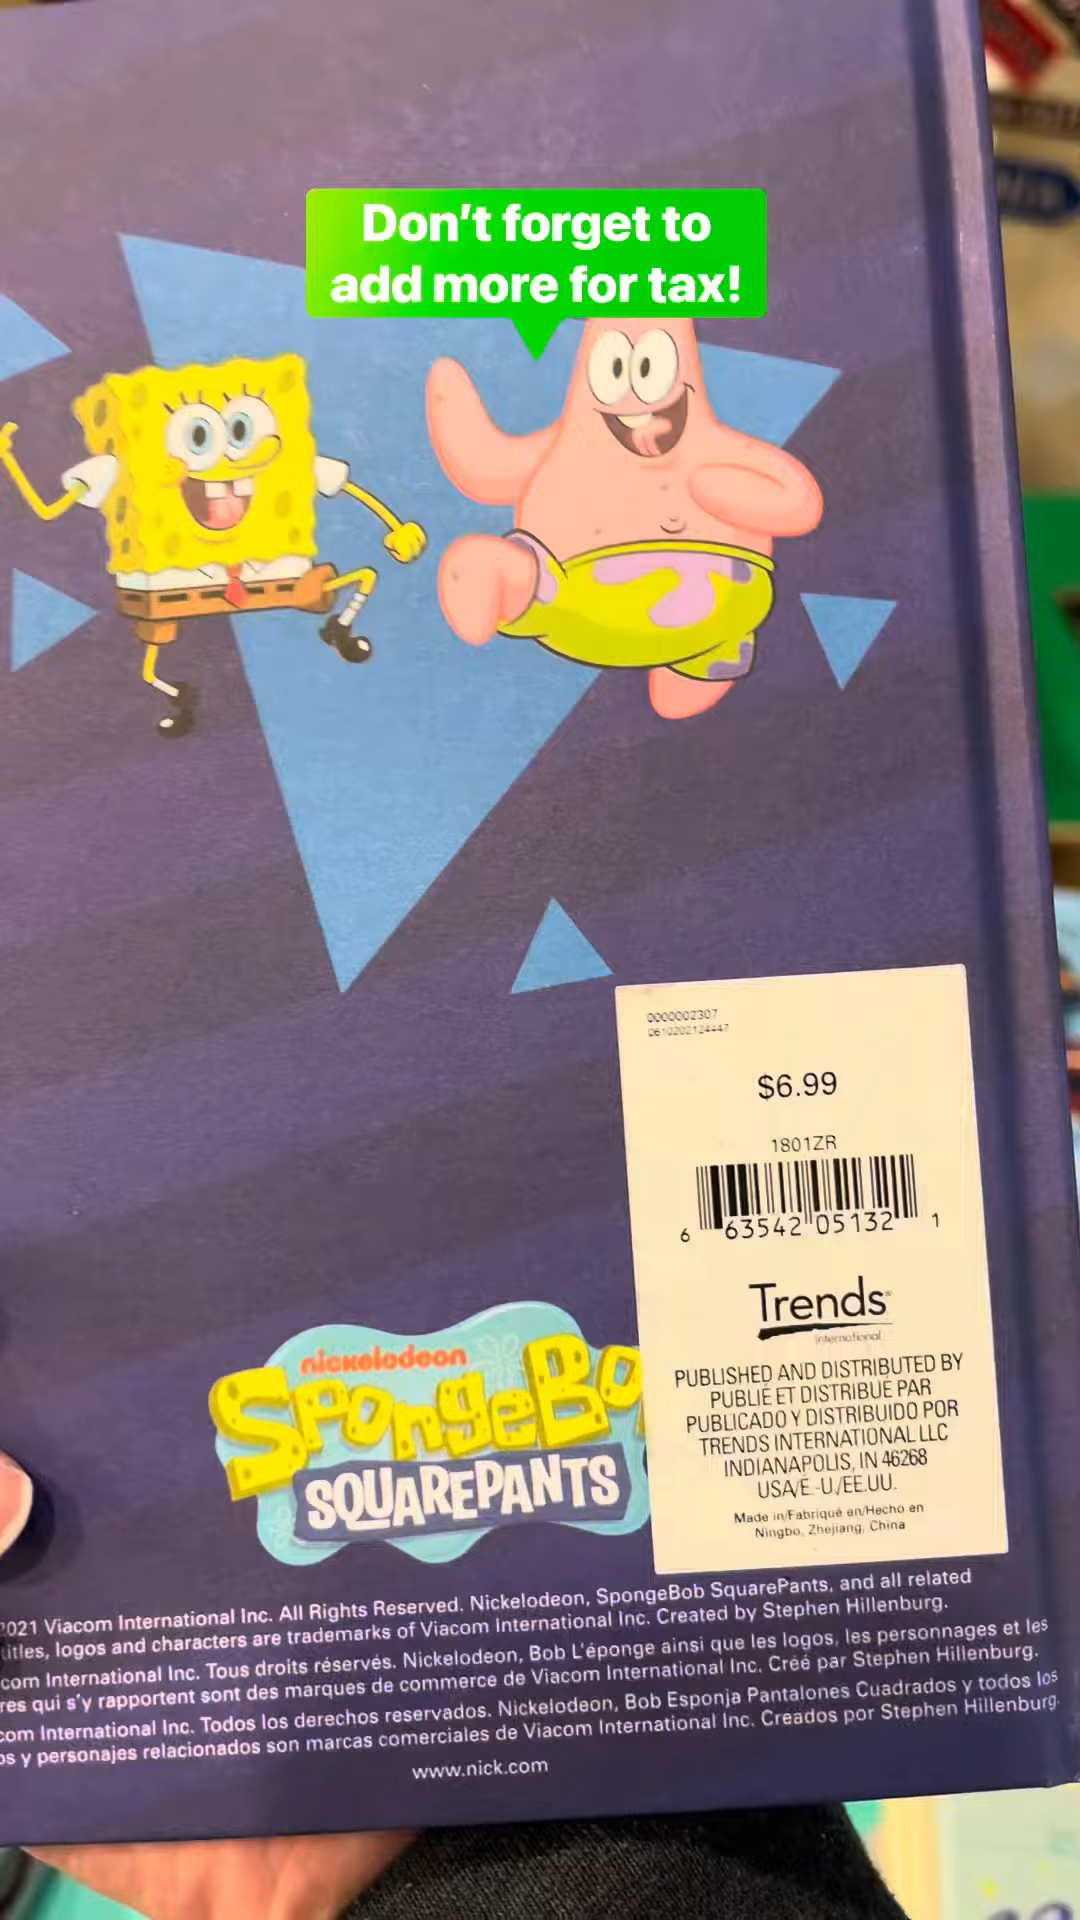 Don’t forget to
add more for tax!
0000002307
$6.99
1801ZR
6 63542 05132 1
Trends
International
PUBLISHED AND DISTRIBUTED BY
PUBLIÉ ET DISTRIBUÉ PAR
PUBLICADO Y DISTRIBUIDO POR
TRENDS INTERNATIONAL LLC
INDIANAPOLIS, IN 46268
USA/É.-U./EE.UU.
Made in/Fabriqué en/Hecho en
Ningbo, Zhejiang, China
nickelodeon
SPONGEBO
SQUAREPANTS
2021 Viacom International Inc. All Rights Reserved. Nickelodeon, SpongeBob SquarePants, and all related
titles, logos and characters are trademarks of Viacom International Inc. Created by Stephen Hillenburg.
com International Inc. Tous droits réservés. Nickelodeon, Bob L'éponge ainsi que les logos, les personnages et les
res qui s'y rapportent sont des marques de commerce de Viacom International Inc. Créé par Stephen Hillenburg.
com International Inc. Todos los derechos reservados. Nickelodeon, Bob Esponja Pantalones Cuadrados y todos los
os y personajes relacionados son marcas comerciales de Viacom International Inc. Creados por Stephen Hillenburg.
www.nick.com